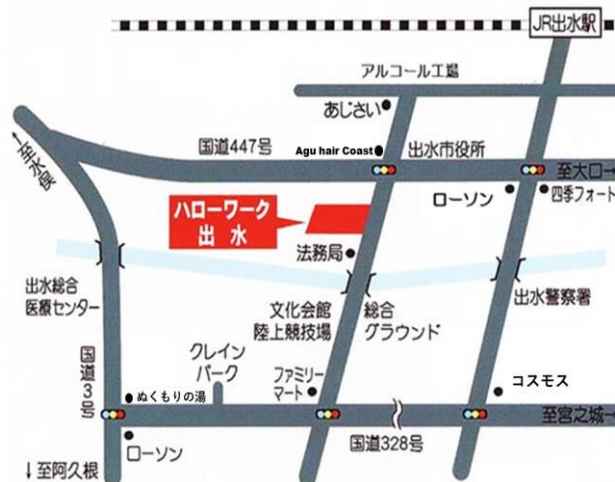 JR出水駅
アルコール工場
あじさい
国道447号
Agu hair Coast
出水市役所
至大口→
←至水俣
ローソン
四季フォート
ハローワーク
出水
法務局
出水総合
医療センター
文化会館
陸上競技場
総合
グラウンド
出水警察署
国道3号
クレイン
パーク
ファミリー
マート
コスモス
ぬくもりの湯
至宮之城→
ローソン
国道328号
↓至阿久根